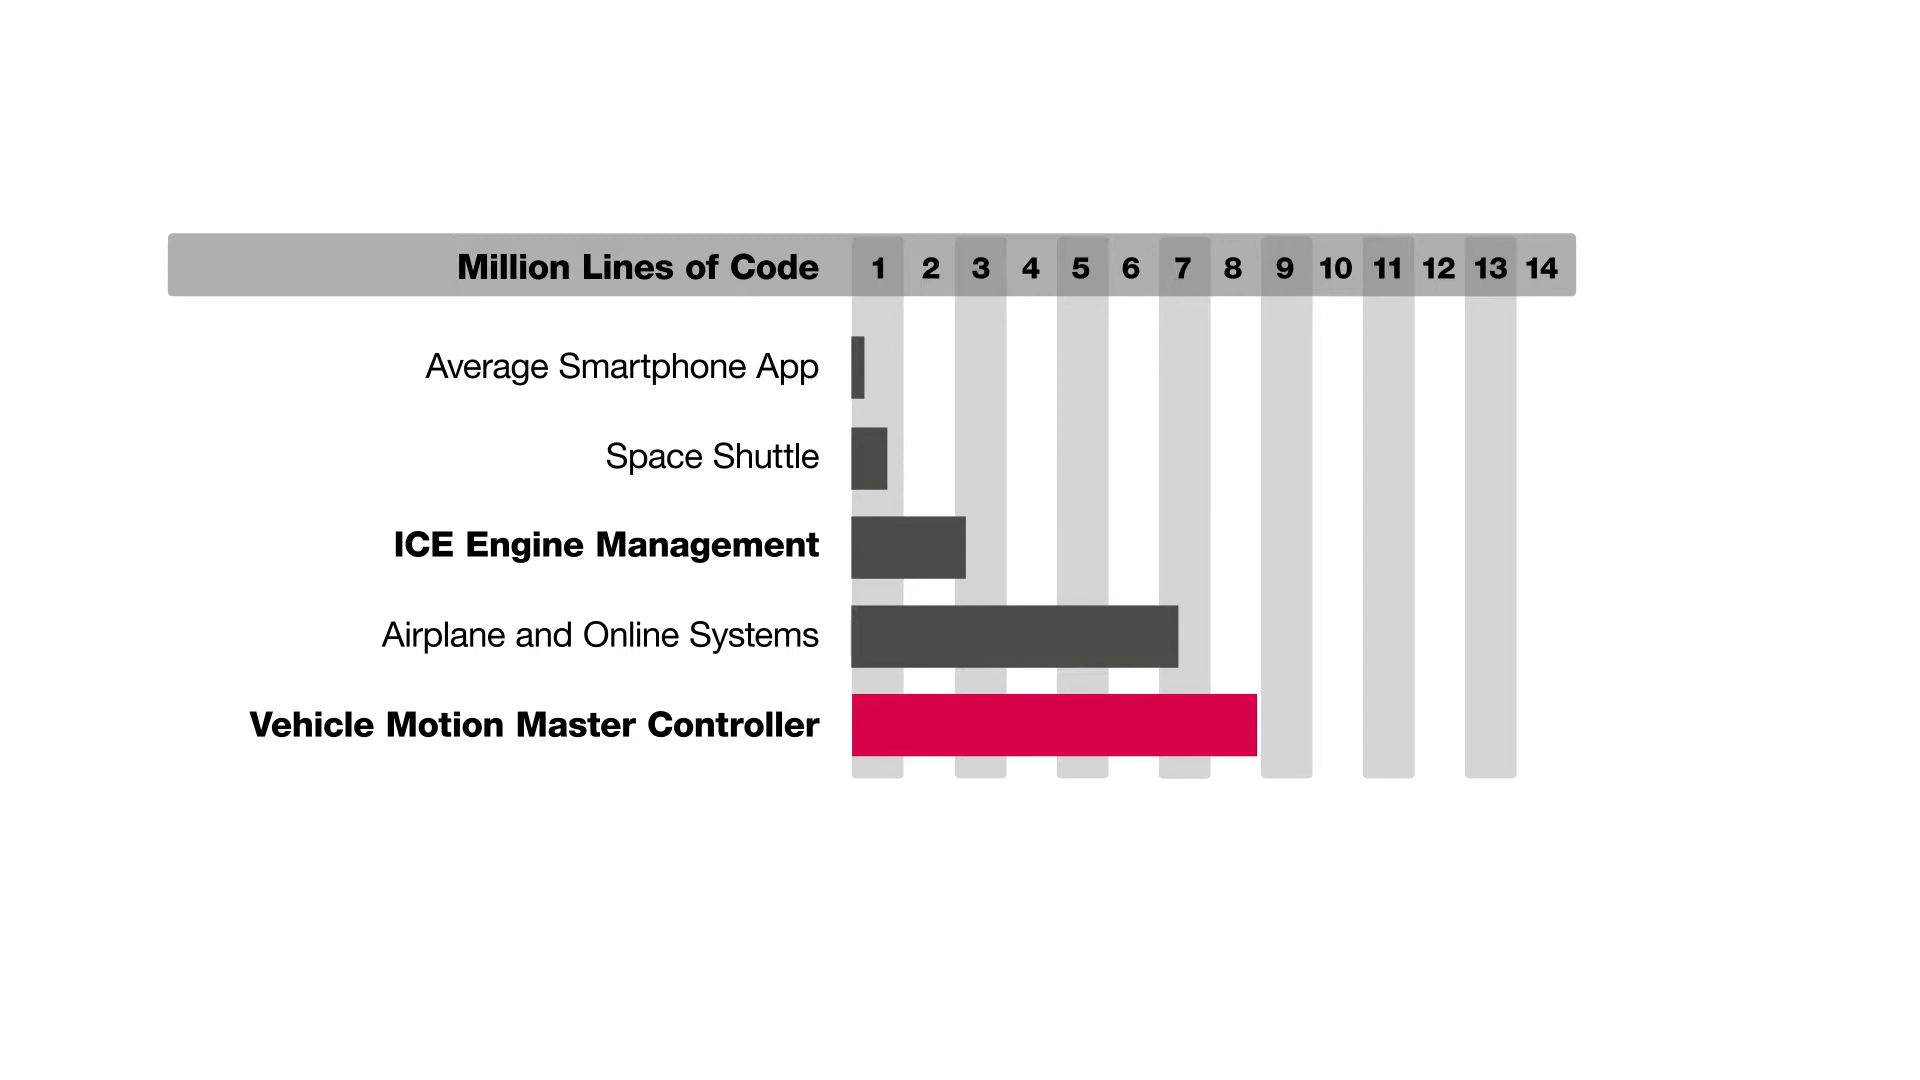 Million Lines of Code 1 2 3 4 5 6 7 8 9 10 11 12 13 14
Average Smartphone App
Space Shuttle
ICE Engine Management
Airplane and Online Systems
Vehicle Motion Master Controller